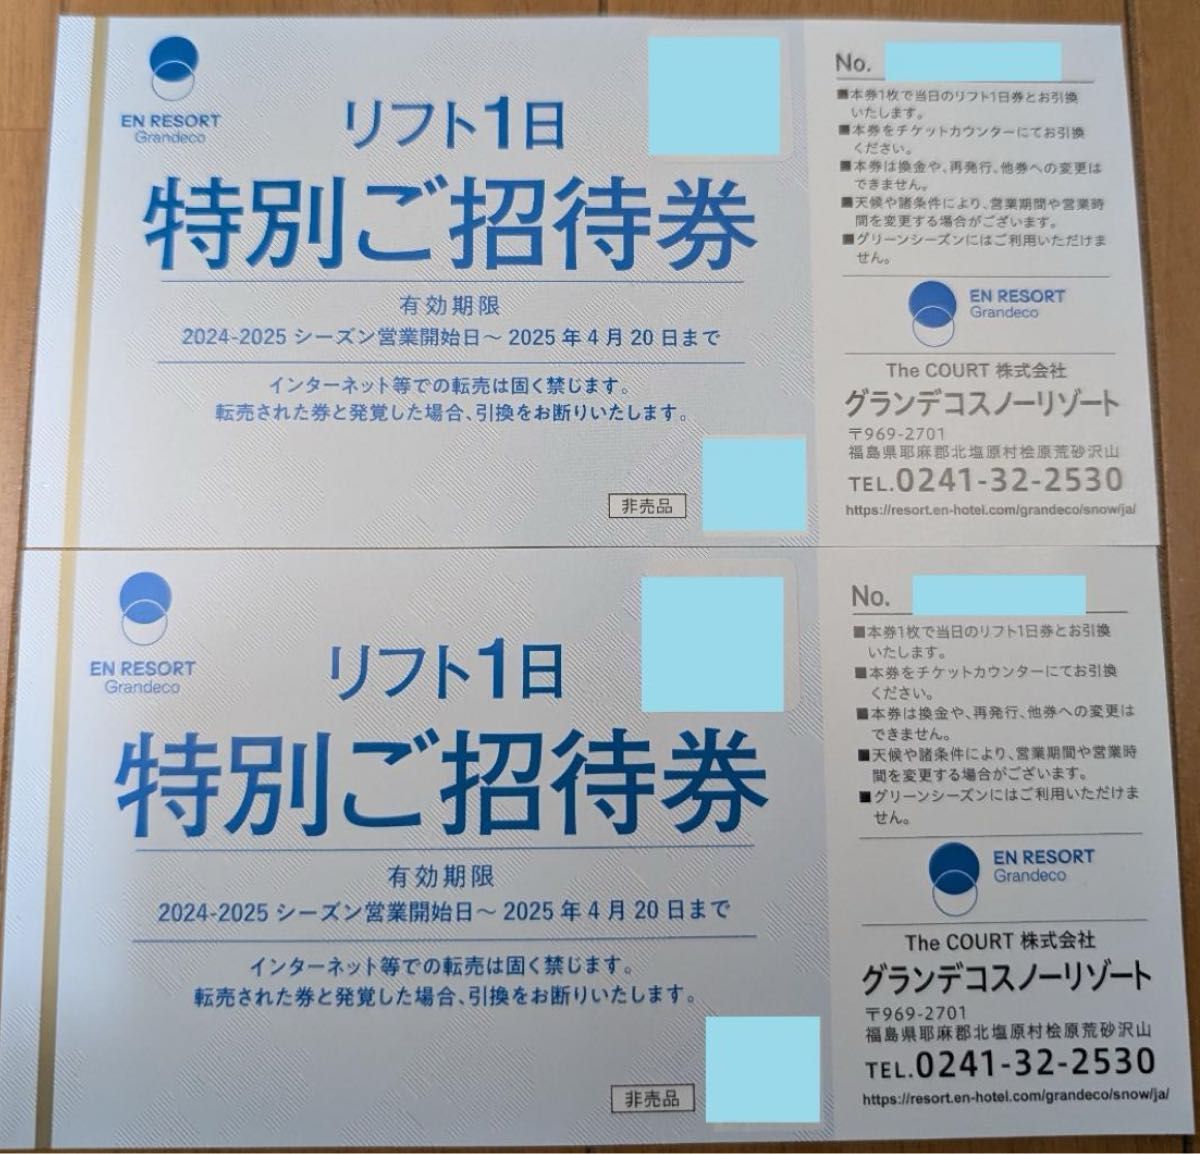 EN RESORT
Grandeco
リフト1日
特別ご招待券
有効期限
2024-2025 シーズン営業開始日～2025年4月20日まで
インターネット等での転売は固く禁じます。
転売された券と発覚した場合、引換をお断りいたします。
非売品
No.
■本券1枚で当日のリフト1日券とお引換
いたします。
■本券をチケットカウンターにてお引換
ください。
■本券は換金や、再発行、他券への変更は
できません。
■天候や諸条件により、営業期間や営業時
間を変更する場合がございます。
■グリーンシーズンにはご利用いただけま
せん。
EN RESORT
Grandeco
The COURT 株式会社
グランデコスノーリゾート
〒969-2701
福島県耶麻郡北塩原村桧原荒砂沢山
TEL.0241-32-2530
https://resort.en-hotel.com/grandeco/snow/ja/
EN RESORT
Grandeco
リフト1日
特別ご招待券
有効期限
2024-2025 シーズン営業開始日～2025年4月20日まで
インターネット等での転売は固く禁じます。
転売された券と発覚した場合、引換をお断りいたします。
非売品
No.
■本券1枚で当日のリフト1日券とお引換
いたします。
■本券をチケットカウンターにてお引換
ください。
■本券は換金や、再発行、他券への変更は
できません。
■天候や諸条件により、営業期間や営業時
間を変更する場合がございます。
■グリーンシーズンにはご利用いただけま
せん。
EN RESORT
Grandeco
The COURT 株式会社
グランデコスノーリゾート
〒969-2701
福島県耶麻郡北塩原村桧原荒砂沢山
TEL.0241-32-2530
https://resort.en-hotel.com/grandeco/snow/ja/